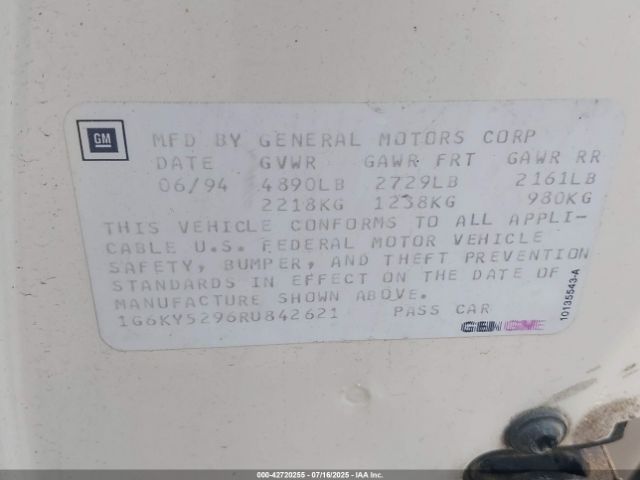 GM
MFD BY GENERAL MOTORS CORP
DATE GVWR GAWR FRT GAWR RR
06/94 4890LB 2729LB 2161LB
2218KG 1238KG 980KG
THIS VEHICLE CONFORMS TO ALL APPLI-
CABLE U.S. FEDERAL MOTOR VEHICLE
SAFETY, BUMPER, AND THEFT PREVENTION
STANDARDS IN EFFECT ON THE DATE OF
MANUFACTURE SHOWN ABOVE.
1G6KY5296RU842621 PASS CAR
10135543-A
000-42720255 - 07/16/2025 - IAA Inc.